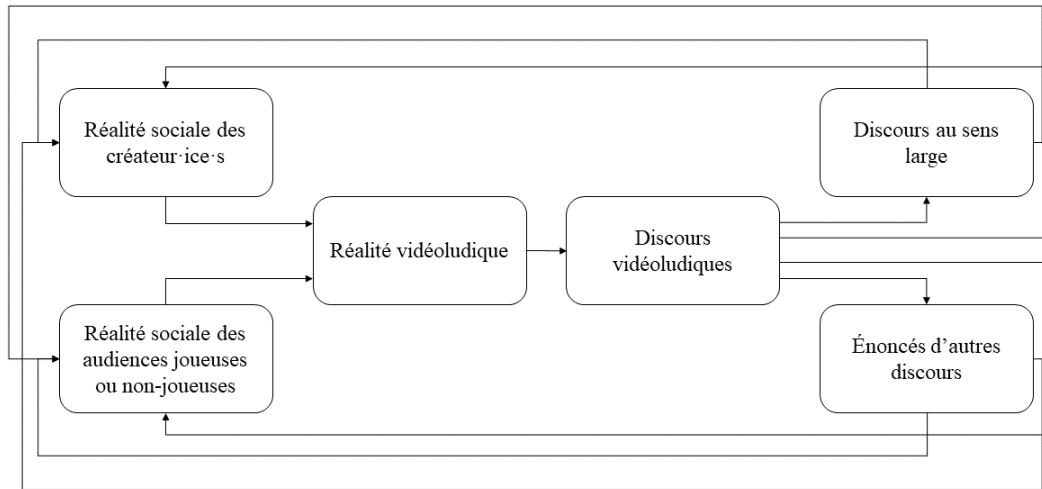 Réalité sociale des
créateur·ice·s
Discours au sens
large
Réalité vidéoludique
Discours
vidéoludiques
Réalité sociale des
audiences joueuses
ou non-joueuses
Énoncés d’autres
discours